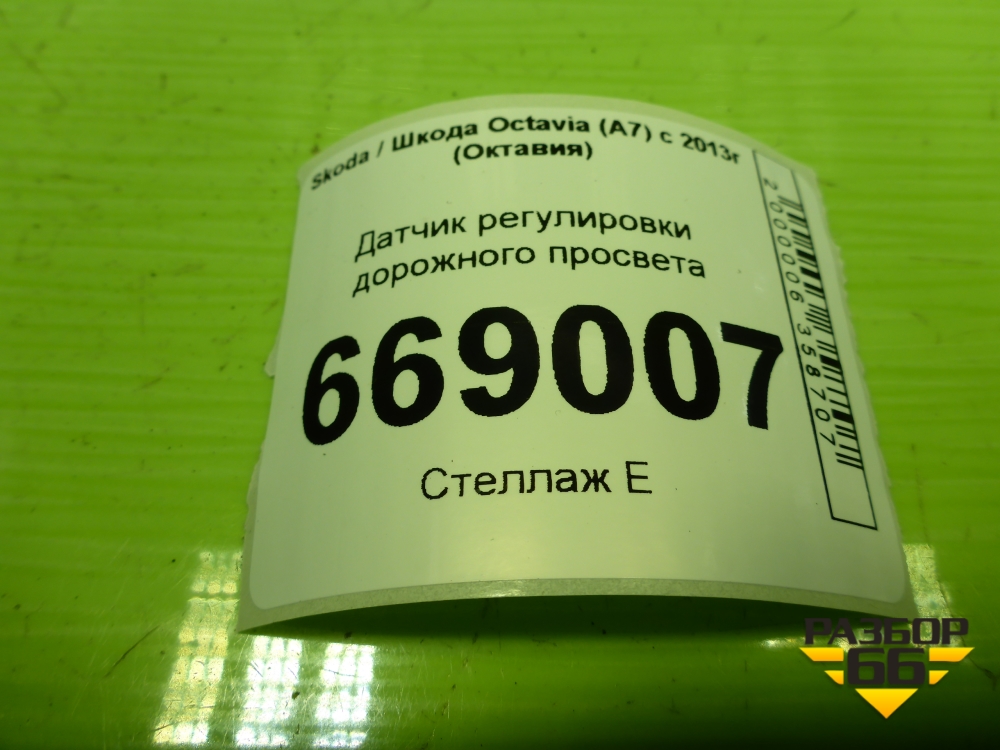 Skoda / Шкода Octavia (A7) с 2013г
(Октавия)
Датчик регулировки
дорожного просвета
669007
Стеллаж Е
2000006358707
РАЗБОР
66